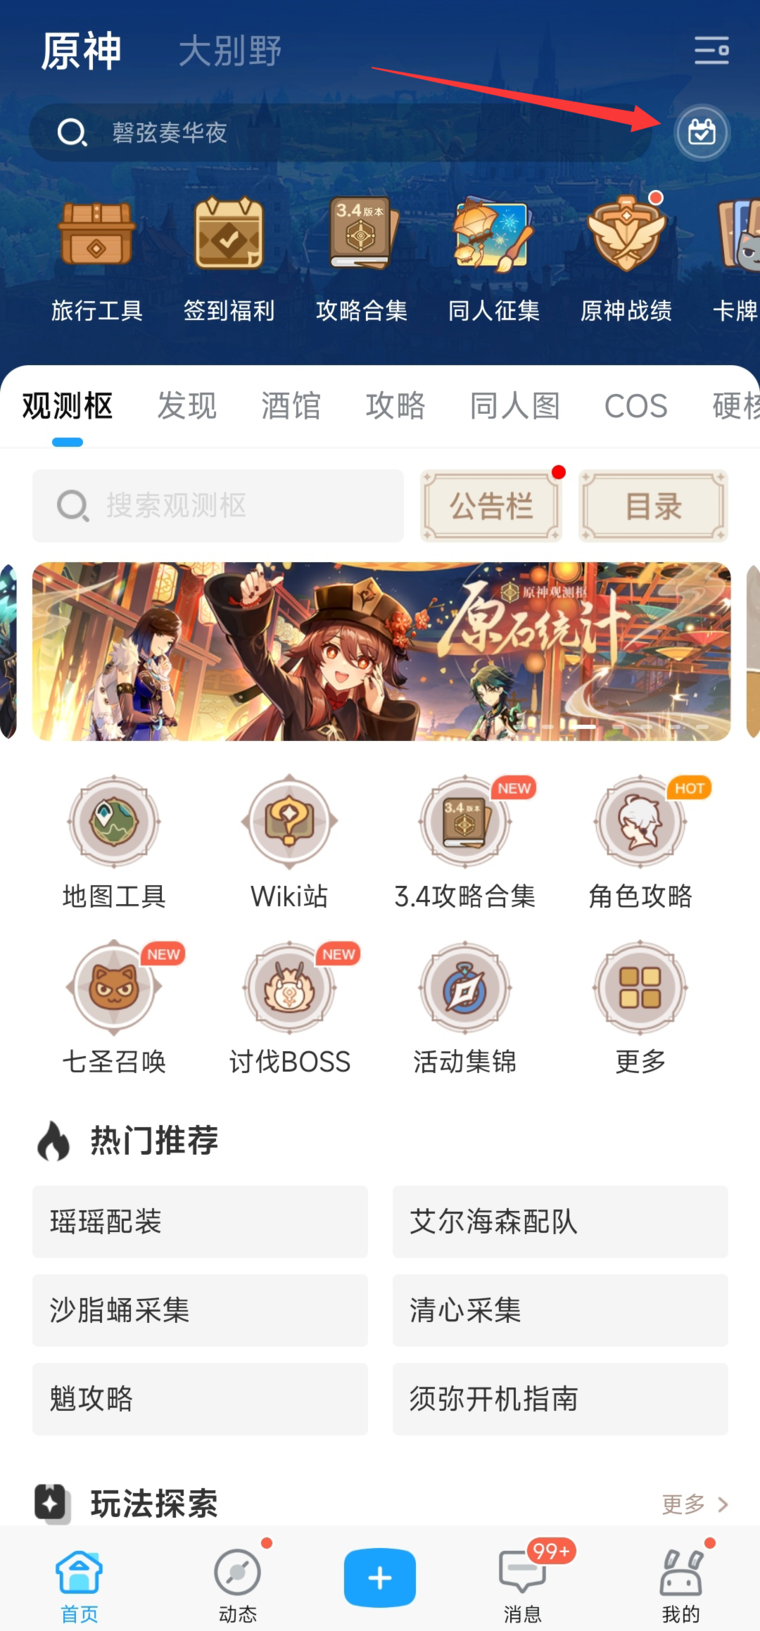 原神 大别野
磬弦奏华夜
3.4版本
旅行工具 签到福利 攻略合集 同人征集 原神战绩 卡牌
观测枢 发现 酒馆 攻略 同人图 COS 硬核
搜索观测枢 公告栏 目录
原神观测枢
原石统计
NEW HOT
3.4版本
地图工具 Wiki站 3.4攻略合集 角色攻略
NEW NEW
七圣召唤 讨伐BOSS 活动集锦 更多
热门推荐
瑶瑶配装 艾尔海森配队
沙脂蛹采集 清心采集
魈攻略 须弥开机指南
玩法探索 更多
99+
首页 动态 消息 我的